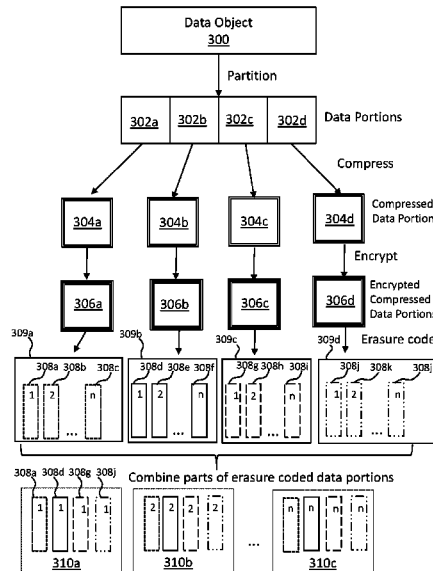 Data Object
300
Partition
302a 302b 302c 302d Data Portions
Compress
304a 304b 304c 304d Compressed
Data Portion
Encrypt
306a 306b 306c 306d Encrypted
Compressed
Data Portions
Erasure code
309a 309b 309c 309d
308a 308b 308c 308d 308e 308f 308g 308h 308i 308j 308k 308j
1 2 ... n 1 2 ... n 1 2 ... n 1 2 ... n
Combine parts of erasure coded data portions
308a 308d 308g 308j
1 1 1 1 2 2 2 2 ... n n n n
310a 310b 310c